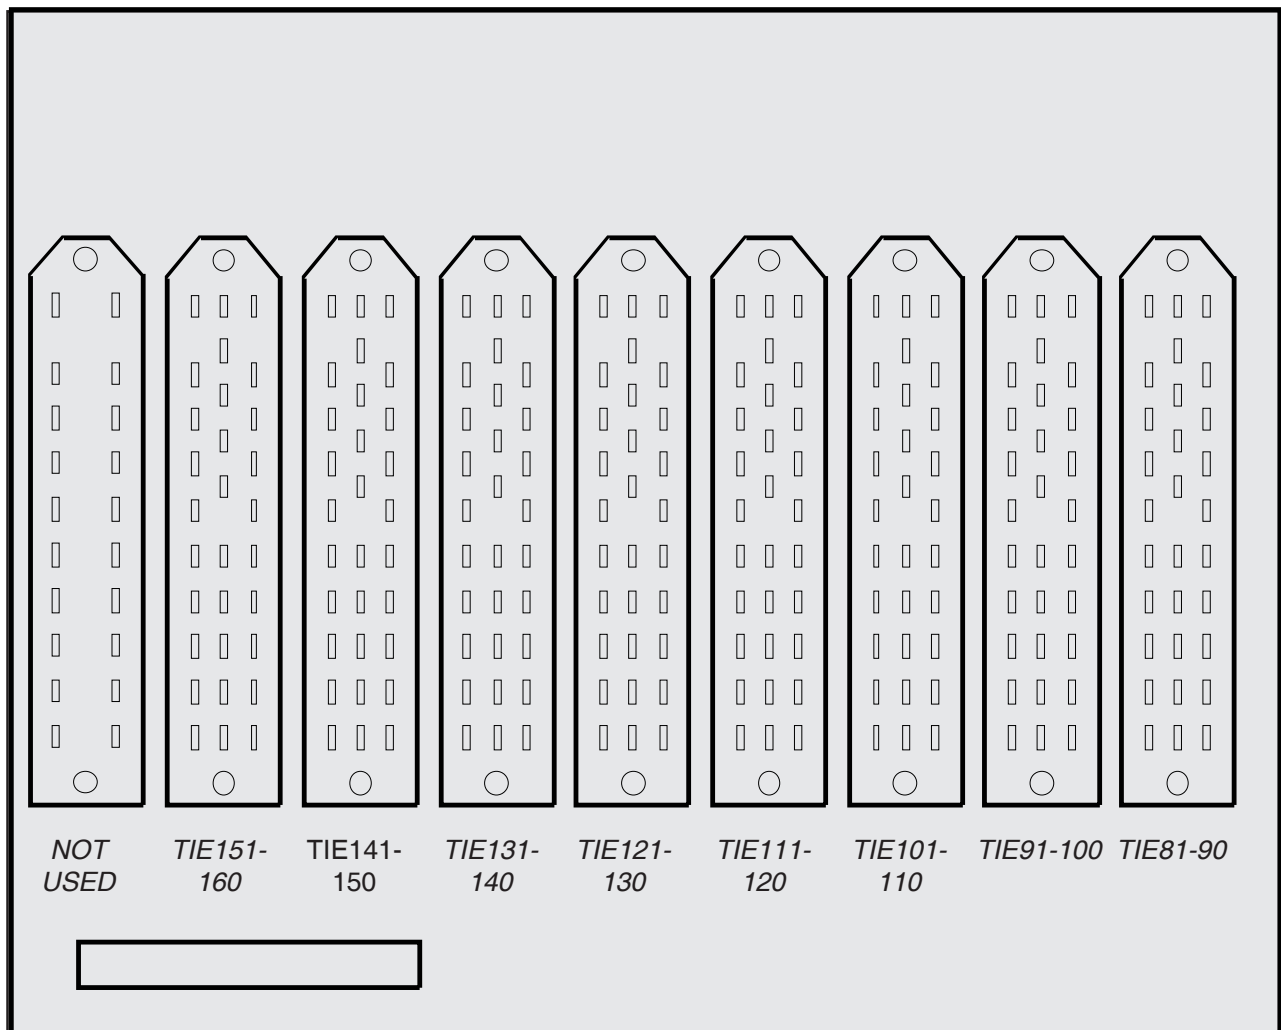 NOT
USED
TIE151-
160
TIE141-
150
TIE131-
140
TIE121-
130
TIE111-
120
TIE101-
110
TIE91-100
TIE81-90